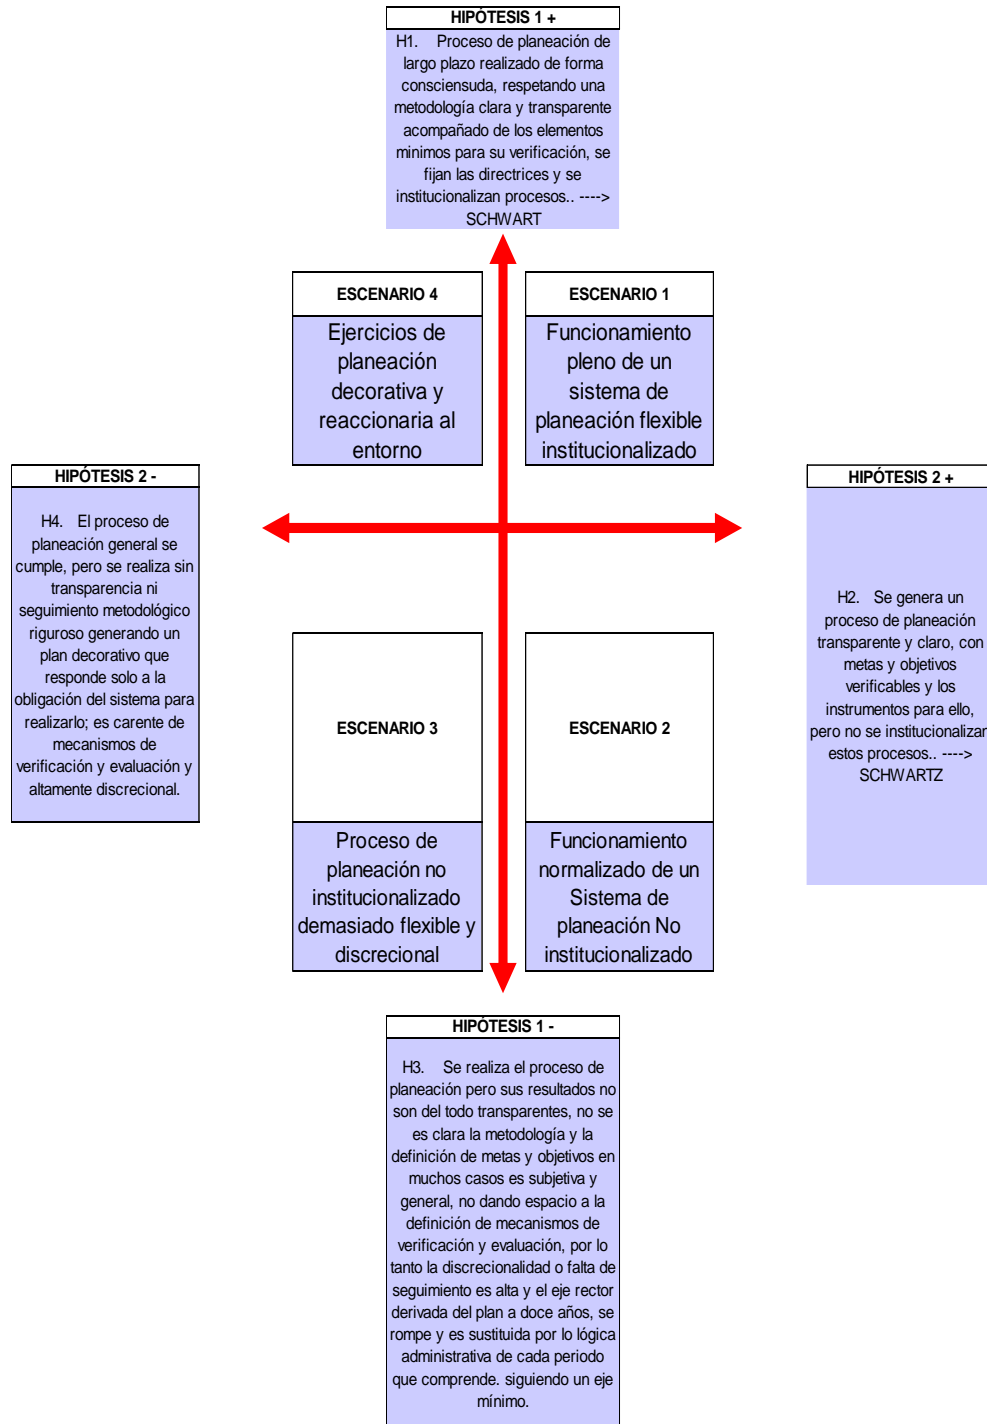 HIPÓTESIS 1 +
H1. Proceso de planeación de
largo plazo realizado de forma
consciensuda, respetando una
metodología clara y transparente
acompañado de los elementos
minimos para su verificación, se
fijan las directrices y se
institucionalizan procesos.. ---->
SCHWART
ESCENARIO 4
Ejercicios de
planeación
decorativa y
reaccionaria al
entorno
ESCENARIO 1
Funcionamiento
pleno de un
sistema de
planeación flexible
institucionalizado
HIPÓTESIS 2 -
H4. El proceso de
planeación general se
cumple, pero se realiza sin
transparencia ni
seguimiento metodológico
riguroso generando un
plan decorativo que
responde solo a la
obligación del sistema para
realizarlo; es carente de
mecanismos de
verificación y evaluación y
altamente discrecional.
HIPÓTESIS 2 +
H2. Se genera un
proceso de planeación
transparente y claro, con
metas y objetivos
verificables y los
instrumentos para ello,
pero no se institucionalizan
estos procesos.. ---->
SCHWARTZ
ESCENARIO 3
Proceso de
planeación no
institucionalizado
demasiado flexible y
discrecional
ESCENARIO 2
Funcionamiento
normalizado de un
Sistema de
planeación No
institucionalizado
HIPÓTESIS 1 -
H3. Se realiza el proceso de
planeación pero sus resultados no
son del todo transparentes, no se
es clara la metodología y la
definición de metas y objetivos en
muchos casos es subjetiva y
general, no dando espacio a la
definición de mecanismos de
verificación y evaluación, por lo
tanto la discrecionalidad o falta de
seguimiento es alta y el eje rector
derivada del plan a doce años, se
rompe y es sustituida por lo lógica
administrativa de cada periodo
que comprende. siguiendo un eje
mínimo.